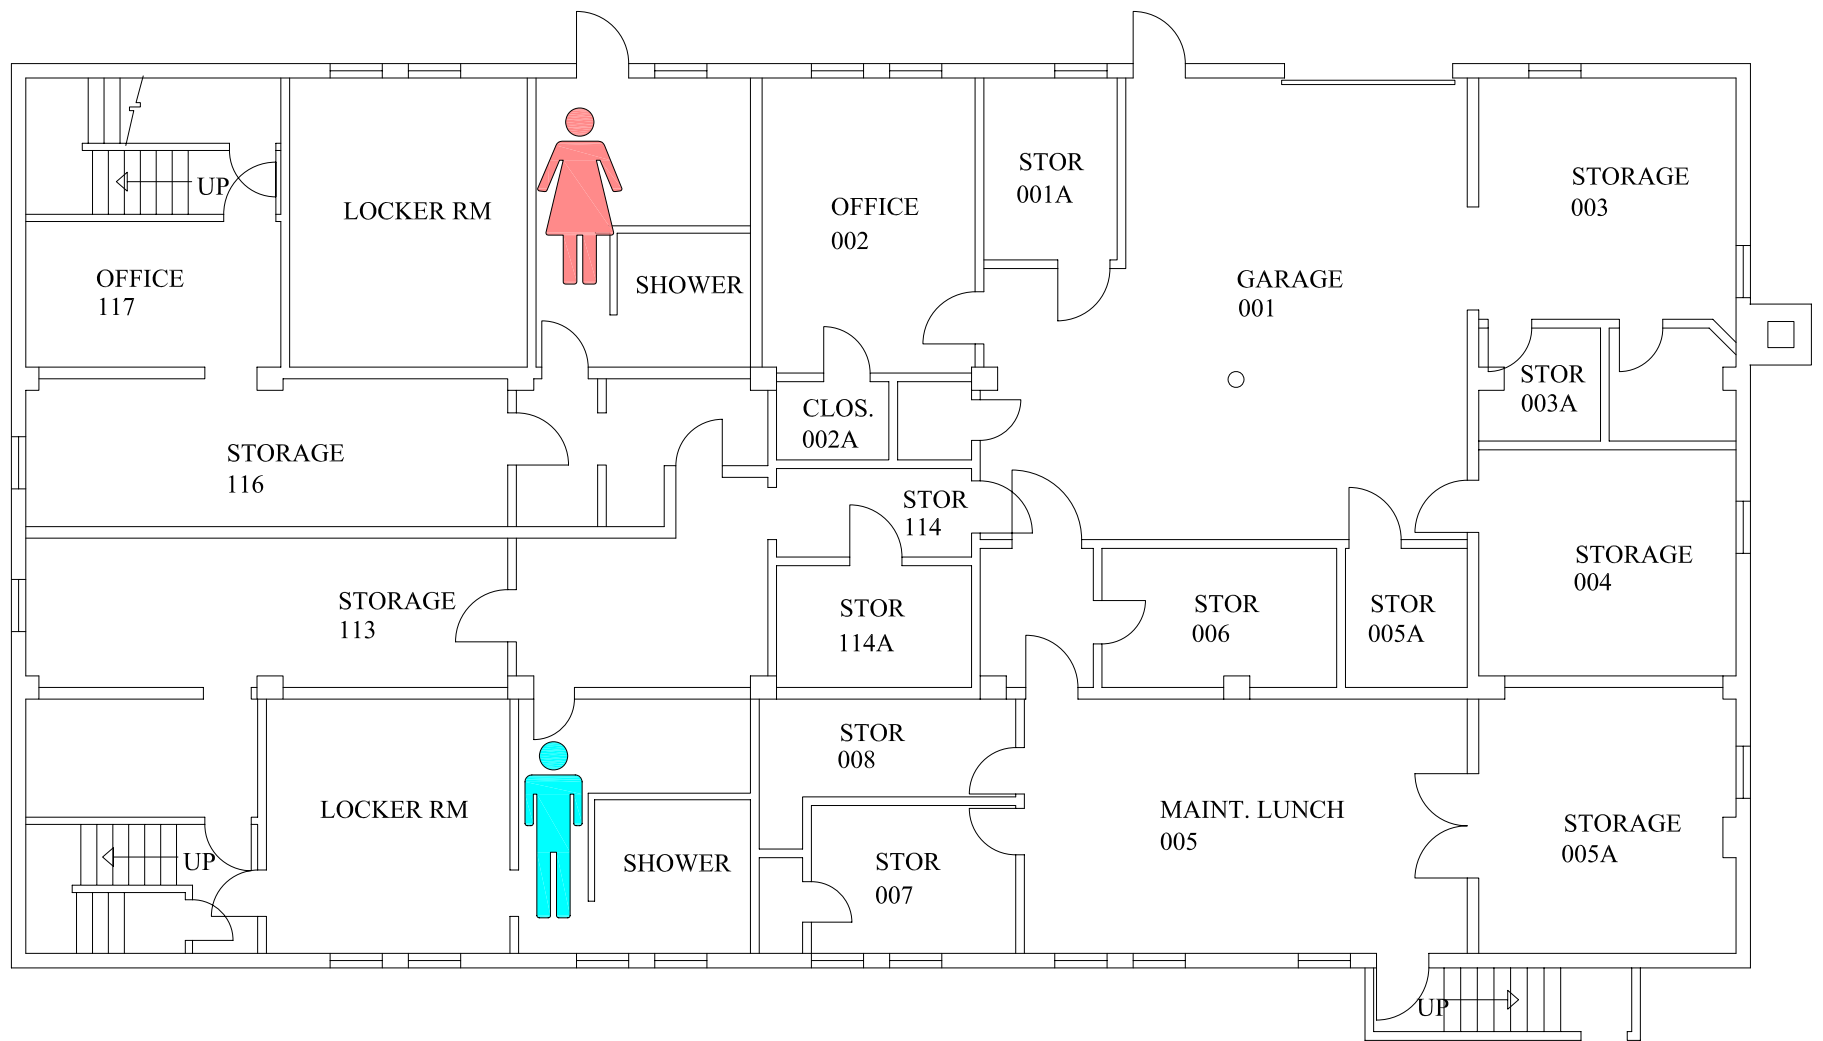 UP
LOCKER RM
OFFICE
117
SHOWER
OFFICE
002
STOR
001A
GARAGE
001
STORAGE
003
STOR
003A
CLOS.
002A
STORAGE
116
STOR
114
STORAGE
113
STOR
114A
STOR
006
STOR
005A
STORAGE
004
STOR
008
LOCKER RM
UP
SHOWER
STOR
007
MAINT. LUNCH
005
STORAGE
005A
UP